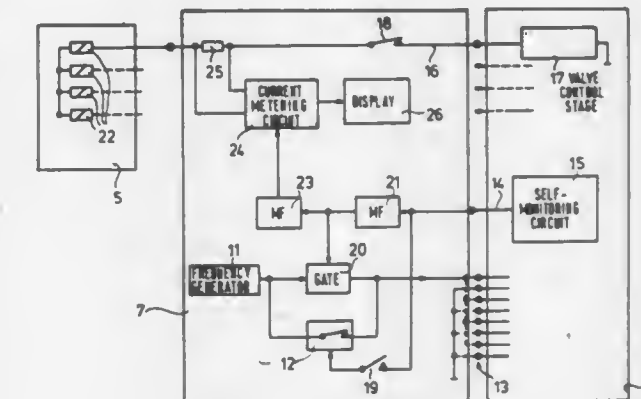 18
25
16
CURRENT
METERING
CIRCUIT
24
DISPLAY
26
17 VALVE
CONTROL
STAGE
22
5
15
14
SELF-
MONITORING
CIRCUIT
23
MF
21
MF
11
FREQUENCY
GENERATOR
20
GATE
7
12
19
13